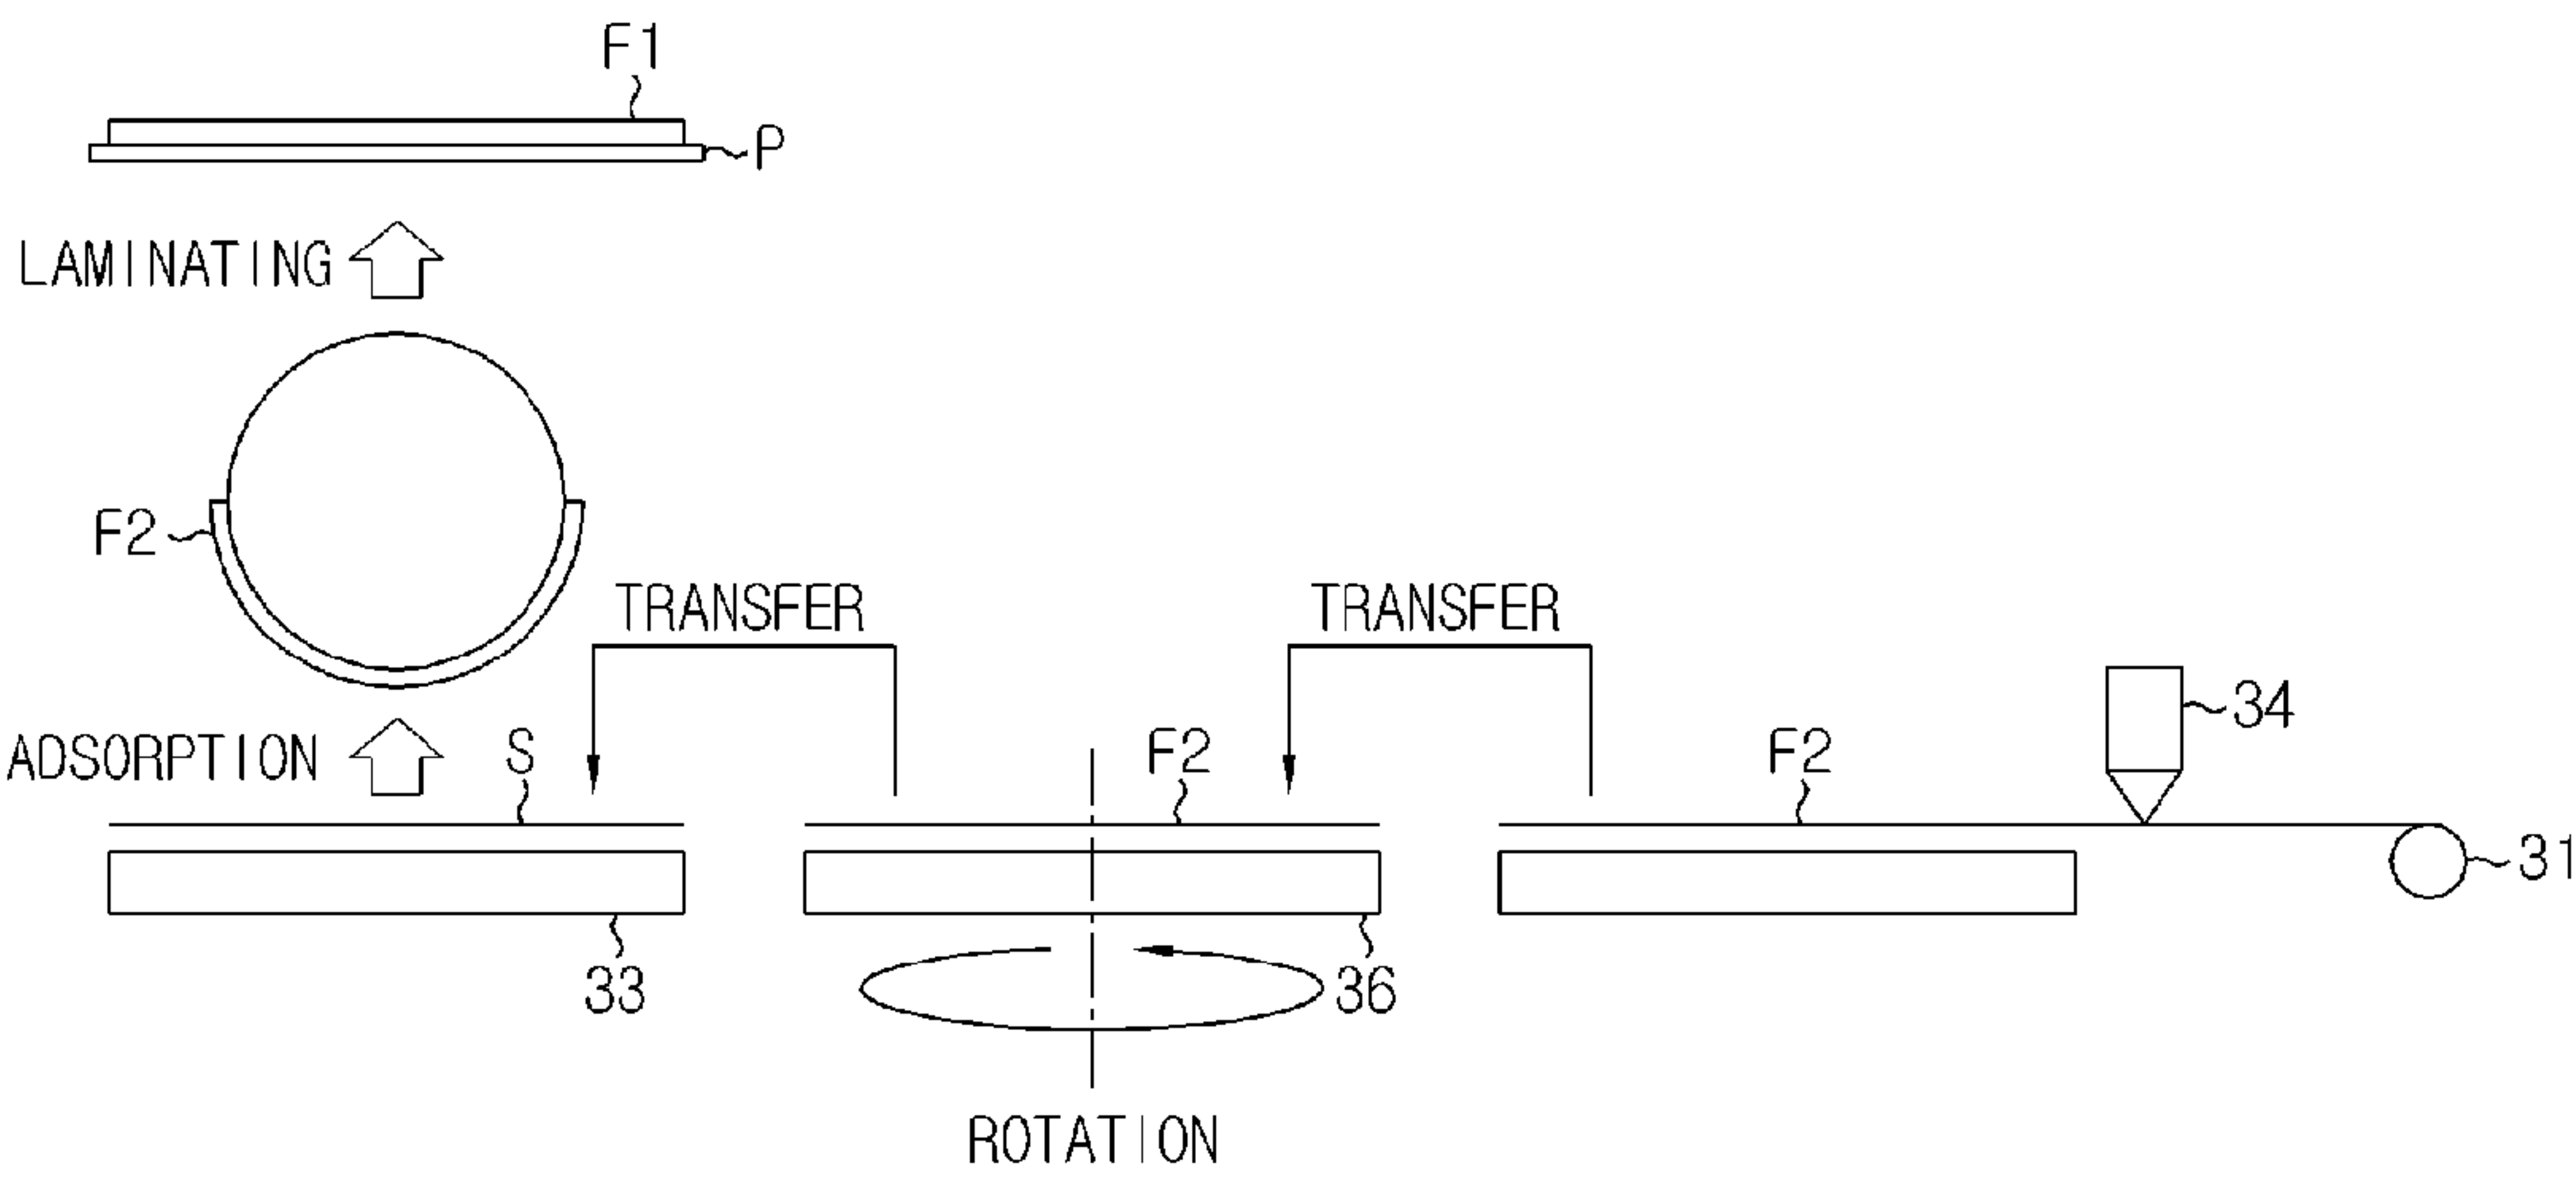 F1
P
LAMINATING
F2
TRANSFER
TRANSFER
34
ADSORPTION
S
F2
F2
31
33
36
ROTATION